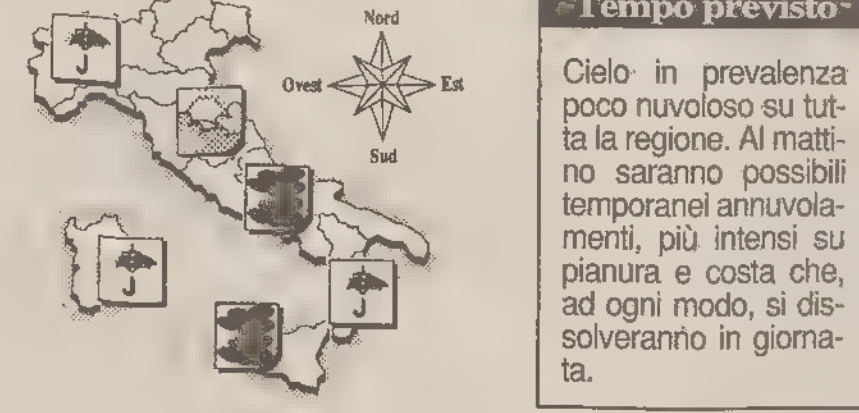 Nord
Ovest
Est
Sud
Tempo previsto
Cielo in prevalenza
poco nuvoloso su tut-
ta la regione. Al matti-
no saranno possibili
temporanei annuvola-
menti, più intensi su
pianura e costa che,
ad ogni modo, si dis-
solveranno in giorna-
ta.